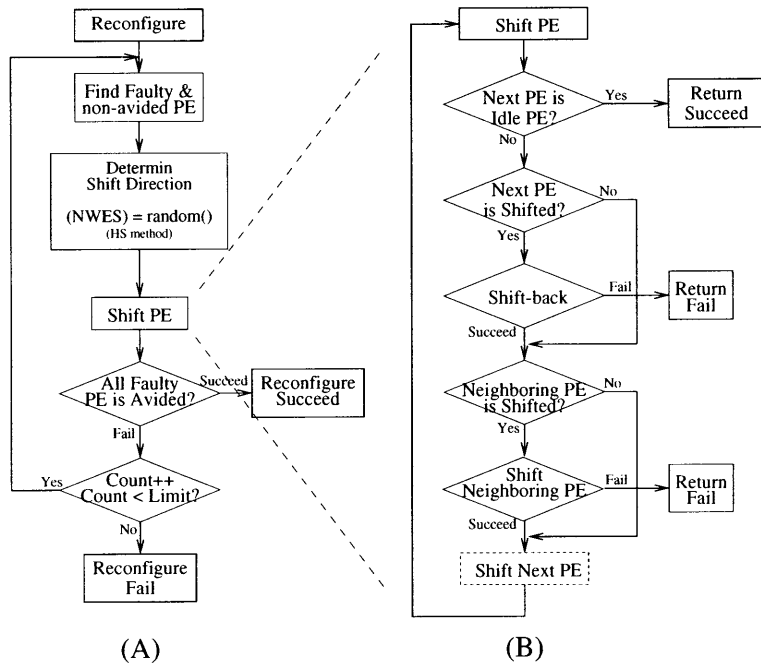 Reconfigure
Find Faulty &
non-avided PE
Determin
Shift Direction
(NWES) = random()
(HS method)
Shift PE
All Faulty
PE is Avided?
Succeed
Reconfigure
Succeed
Fail
Count++
Count < Limit?
Yes
No
Reconfigure
Fail
(A)
Shift PE
Next PE is
Idle PE?
Yes
Return
Succeed
No
Next PE
is Shifted?
No
Yes
Shift-back
Fail
Return
Fail
Succeed
Neighboring PE
is Shifted?
No
Yes
Shift
Neighboring PE
Fail
Return
Fail
Succeed
Shift Next PE
(B)